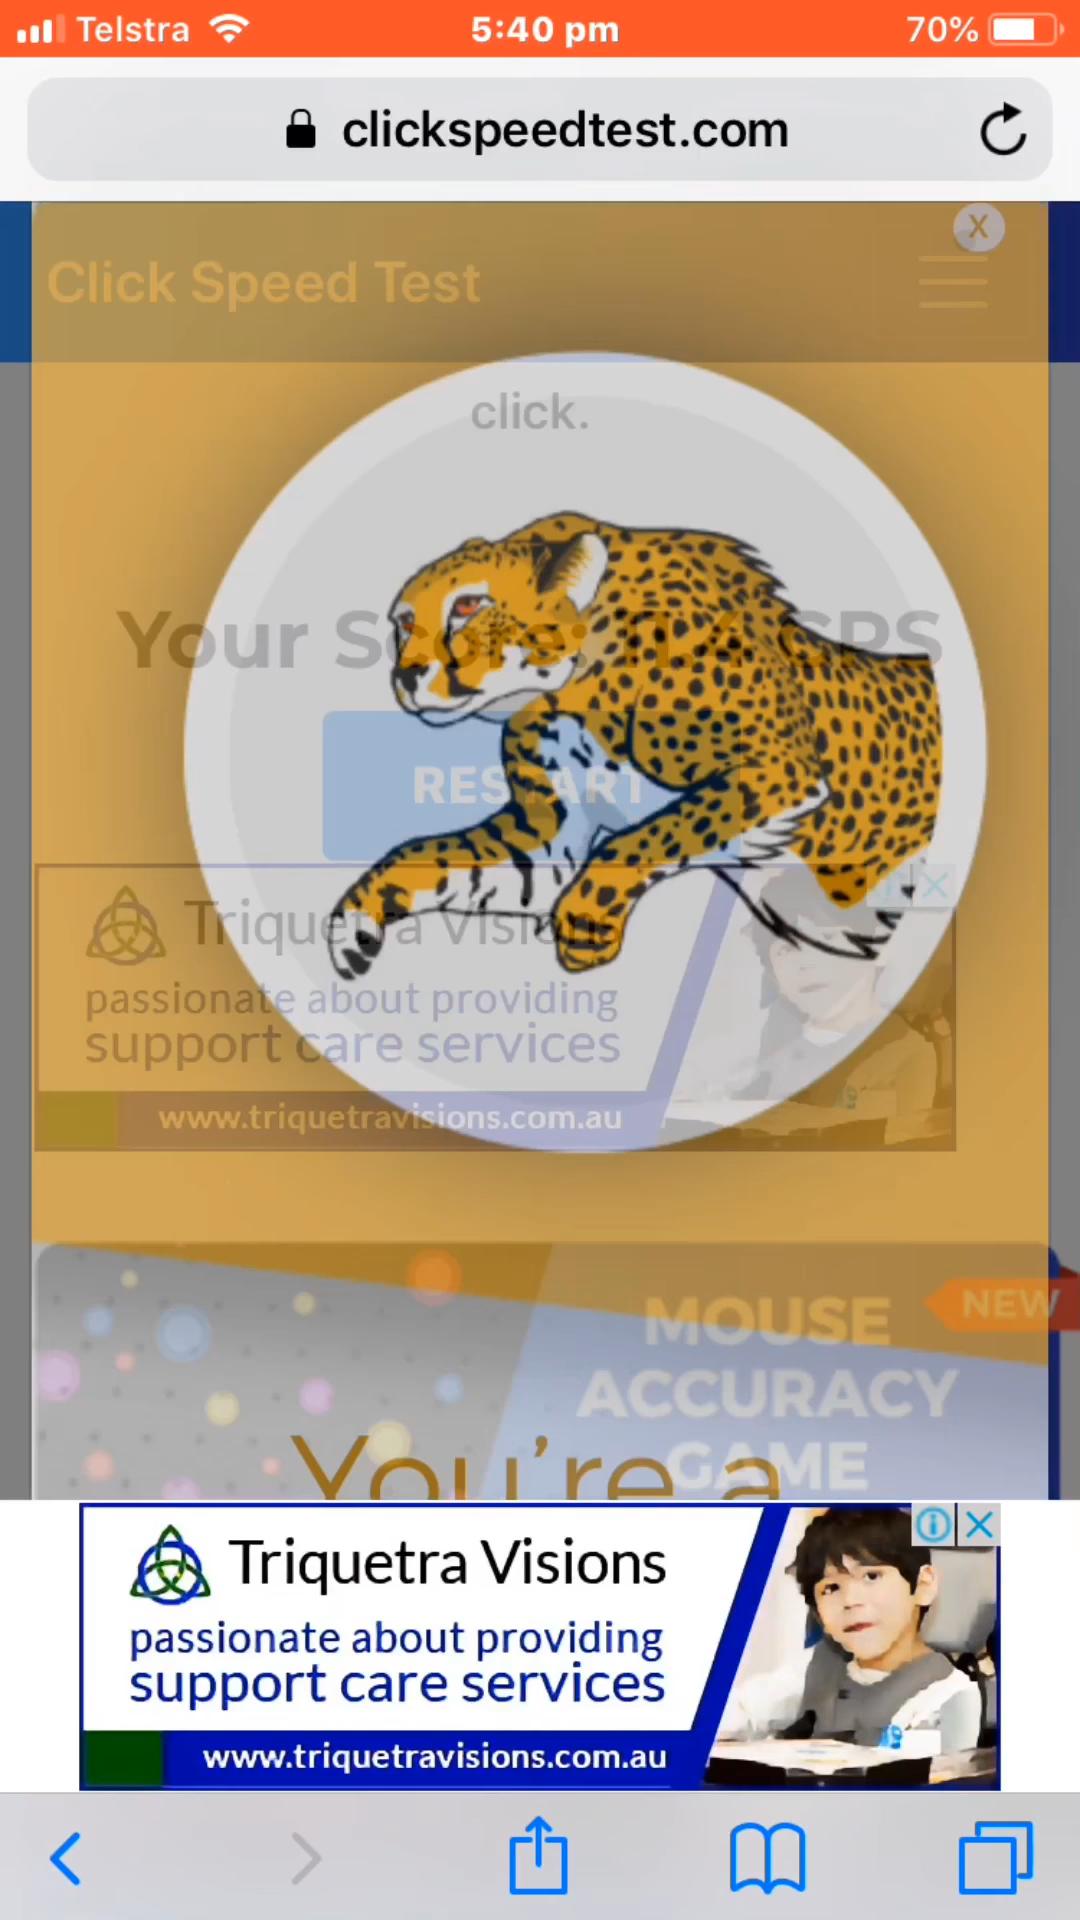 Telstra 5:40 pm 70%
clickspeedtest.com
X
Click Speed Test
click.
Your Score: CPS
RESTART
Triquetra Visions
passionate about providing
support care services
www.triquetravisions.com.au
MOUSE
NEW
ACCURACY
GAME
You're a
Triquetra Visions
passionate about providing
support care services
www.triquetravisions.com.au